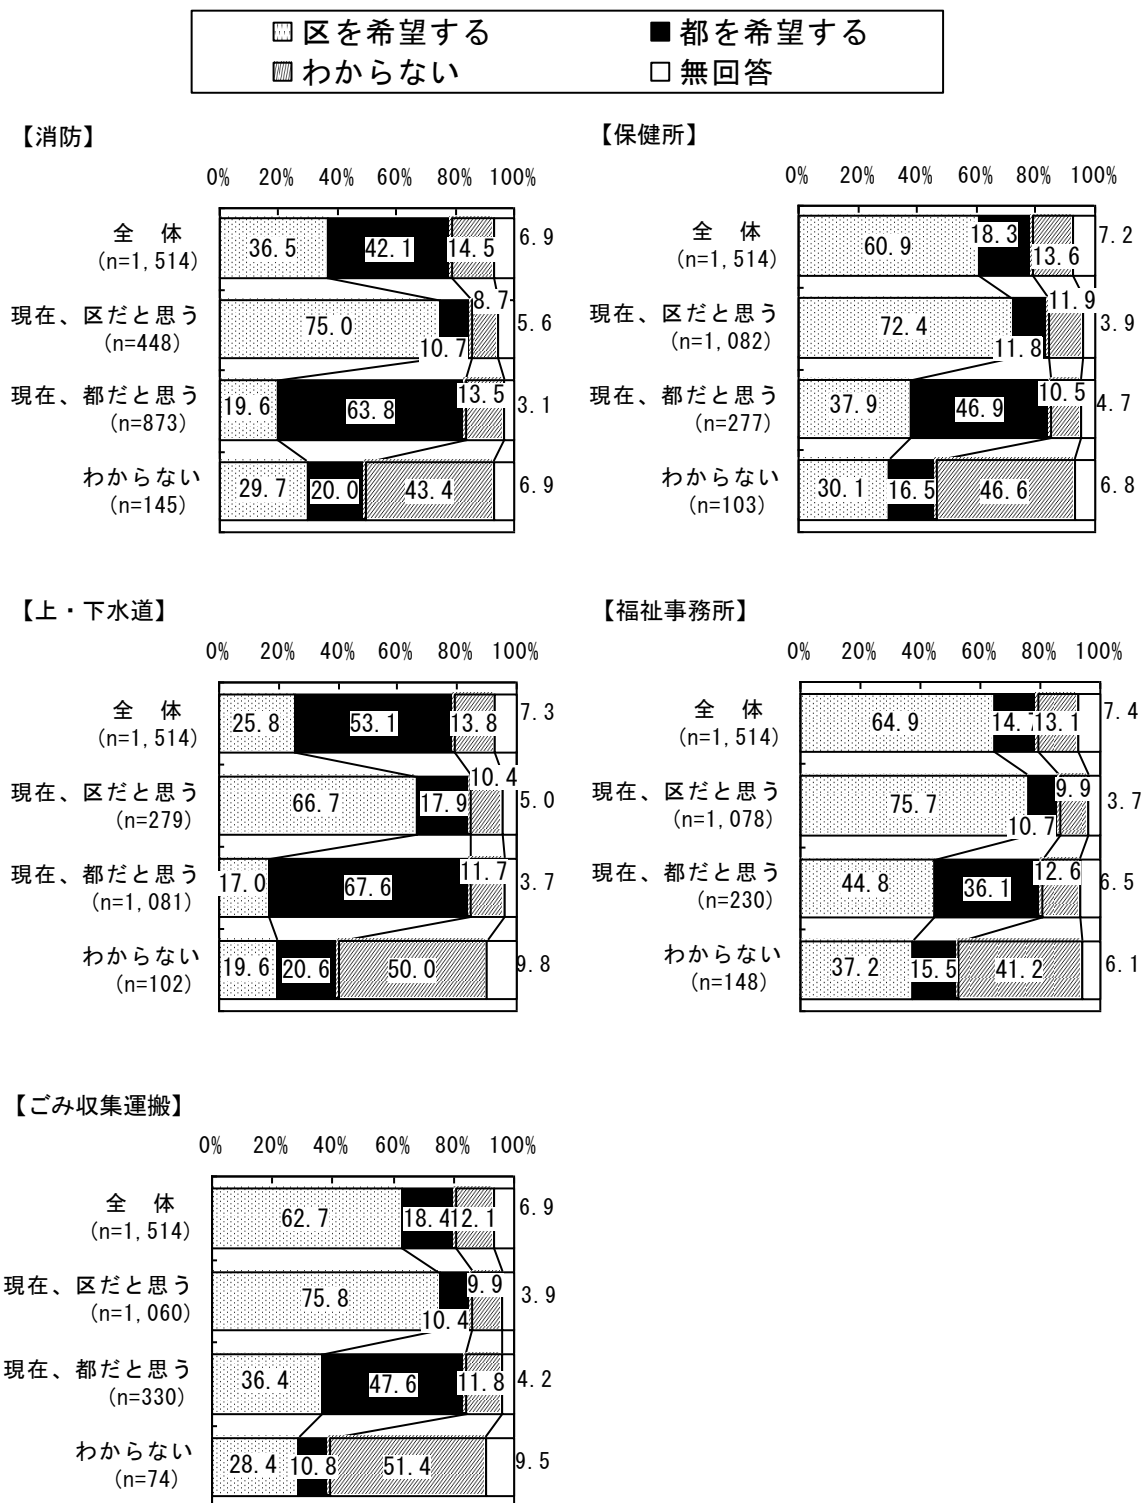 区を希望する 都を希望する
わからない 無回答
【消防】
0% 20% 40% 60% 80% 100%
全 体
(n=1,514)
36.5 42.1 14.5 6.9
現在、区だと思う
(n=448)
75.0 10.7 8.7 5.6
現在、都だと思う
(n=873)
19.6 63.8 13.5 3.1
わからない
(n=145)
29.7 20.0 43.4 6.9
【保健所】
0% 20% 40% 60% 80% 100%
全 体
(n=1,514)
60.9 18.3 13.6 7.2
現在、区だと思う
(n=1,082)
72.4 11.8 11.9 3.9
現在、都だと思う
(n=277)
37.9 46.9 10.5 4.7
わからない
(n=103)
30.1 16.5 46.6 6.8
【上・下水道】
0% 20% 40% 60% 80% 100%
全 体
(n=1,514)
25.8 53.1 13.8 7.3
現在、区だと思う
(n=279)
66.7 17.9 10.4 5.0
現在、都だと思う
(n=1,081)
17.0 67.6 11.7 3.7
わからない
(n=102)
19.6 20.6 50.0 9.8
【福祉事務所】
0% 20% 40% 60% 80% 100%
全 体
(n=1,514)
64.9 14.7 13.1 7.4
現在、区だと思う
(n=1,078)
75.7 10.7 9.9 3.7
現在、都だと思う
(n=230)
44.8 36.1 12.6 6.5
わからない
(n=148)
37.2 15.5 41.2 6.1
【ごみ収集運搬】
0% 20% 40% 60% 80% 100%
全 体
(n=1,514)
62.7 18.4 12.1 6.9
現在、区だと思う
(n=1,060)
75.8 10.4 9.9 3.9
現在、都だと思う
(n=330)
36.4 47.6 11.8 4.2
わからない
(n=74)
28.4 10.8 51.4 9.5